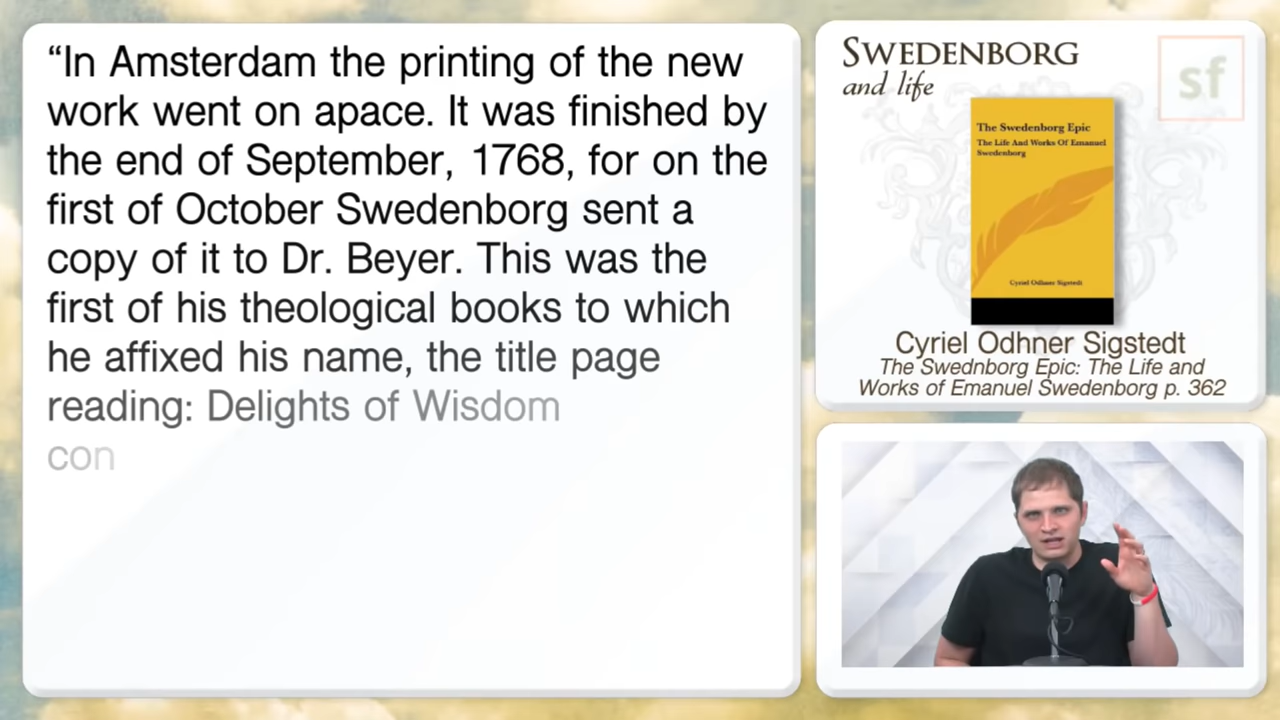 “In Amsterdam the printing of the new
work went on apace. It was finished by
the end of September, 1768, for on the
first of October Swedenborg sent a
copy of it to Dr. Beyer. This was the
first of his theological books to which
he affixed his name, the title page
reading: Delights of Wisdom
con
SWEDENBORG
and life
sf
The Swedenborg Epic
The Life And Works Of Emanuel
Swedenborg
Cyriel Odhner Sigstedt
Cyriel Odhner Sigstedt
The Swednborg Epic: The Life and
Works of Emanuel Swedenborg p. 362